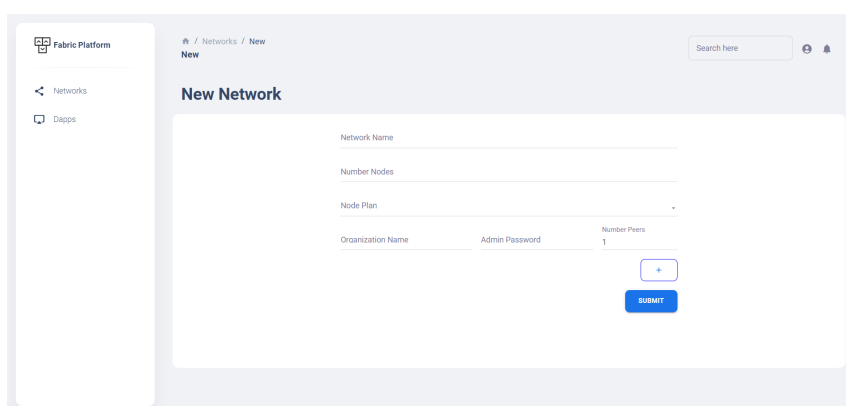 Fabric Platform
/ Networks / New
New
Search here
Networks
Dapps
New Network
Network Name
Number Nodes
Node Plan
Organization Name
Admin Password
Number Peers
1
+
SUBMIT